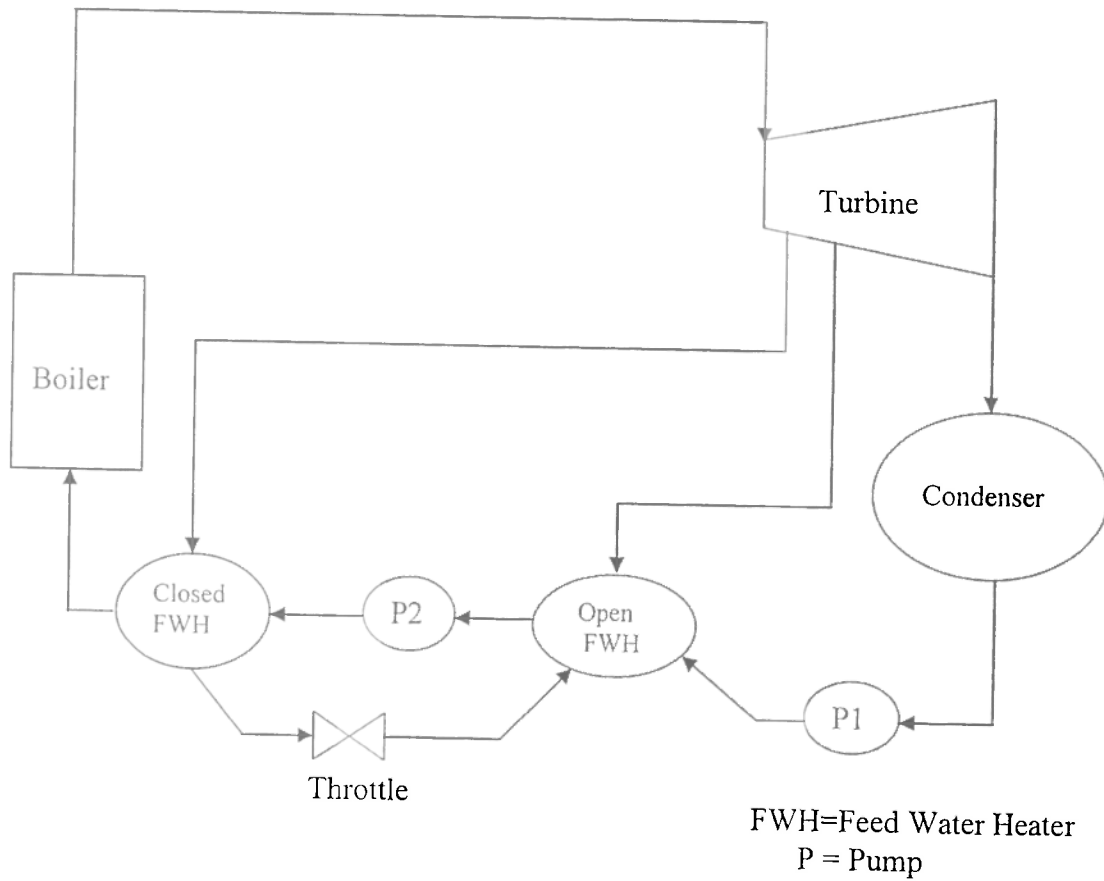 Turbine
Boiler
Condenser
Closed
FWH
P2
Open
FWH
P1
Throttle
FWH=Feed Water Heater
P = Pump